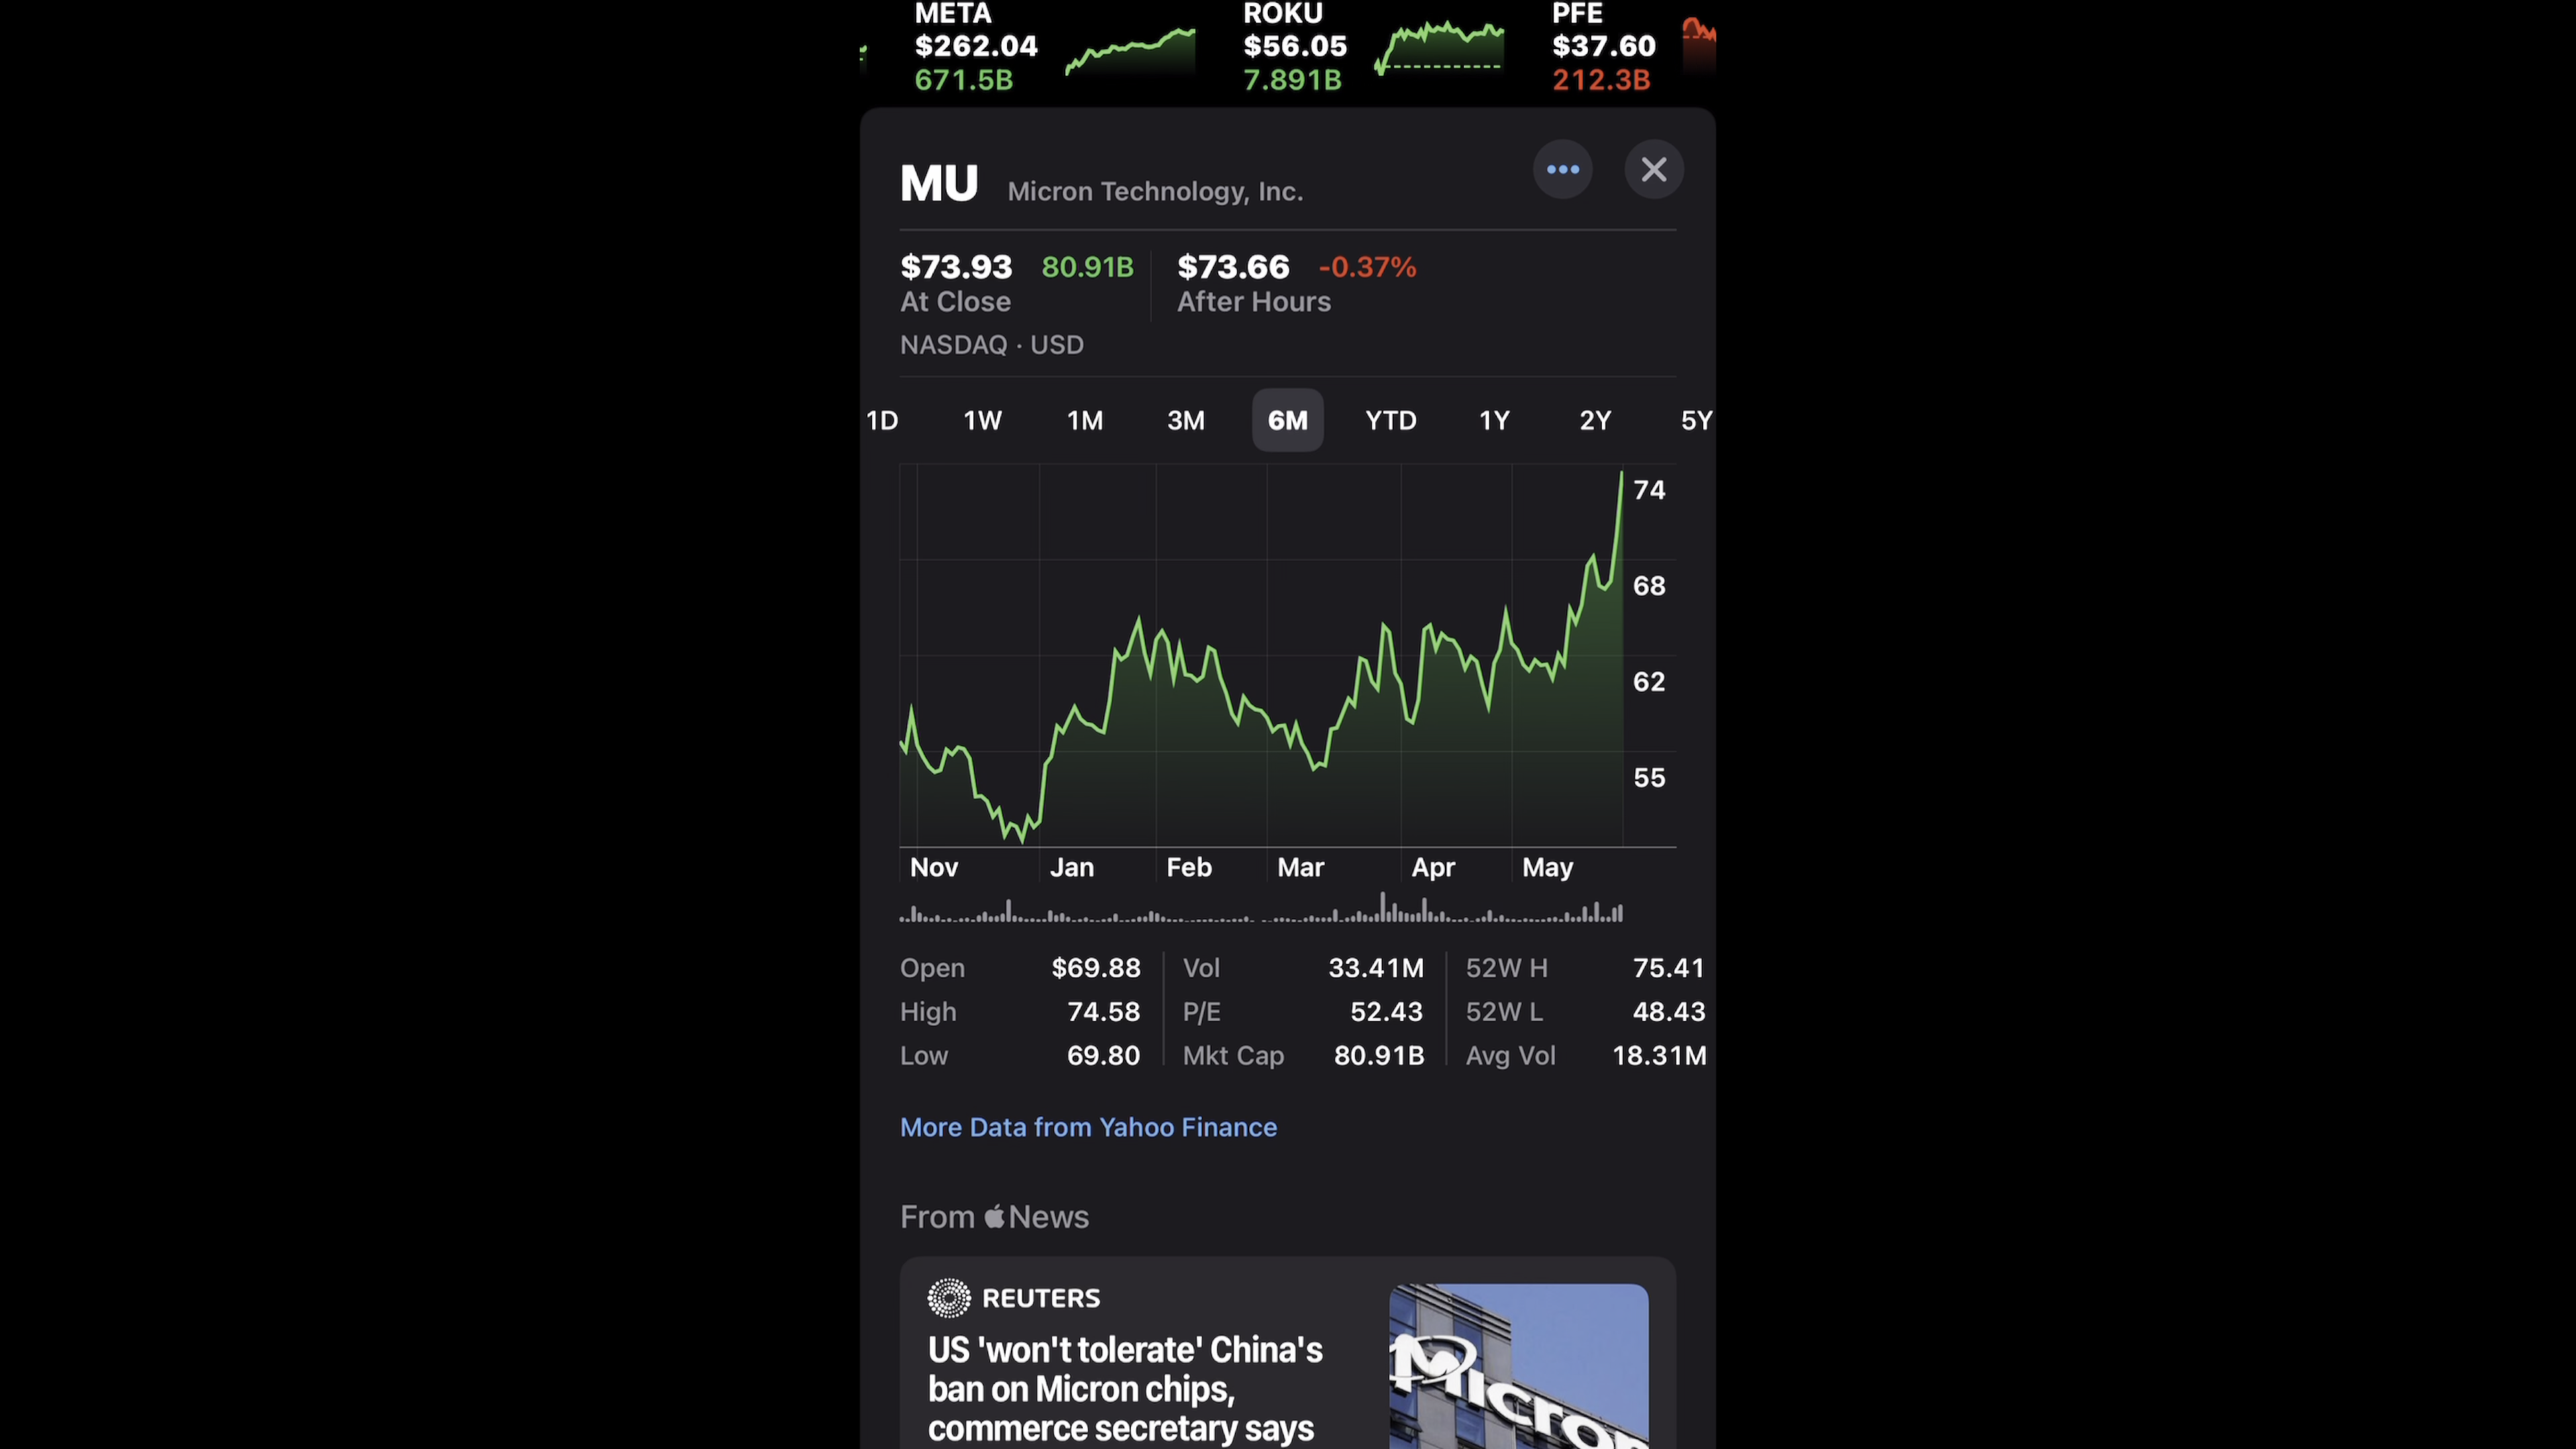 META
$262.04
671.5B
ROKU
$56.05
7.891B
PFE
$37.60
212.3B
MU Micron Technology, Inc.
$73.93 80.91B
At Close
$73.66 -0.37%
After Hours
NASDAQ · USD
1D 1W 1M 3M 6M YTD 1Y 2Y 5Y
74
68
62
55
Nov Jan Feb Mar Apr May
Open $69.88
High 74.58
Low 69.80
Vol 33.41M
P/E 52.43
Mkt Cap 80.91B
52W H 75.41
52W L 48.43
Avg Vol 18.31M
More Data from Yahoo Finance
From News
REUTERS
US 'won't tolerate' China's
ban on Micron chips,
commerce secretary says
Micron